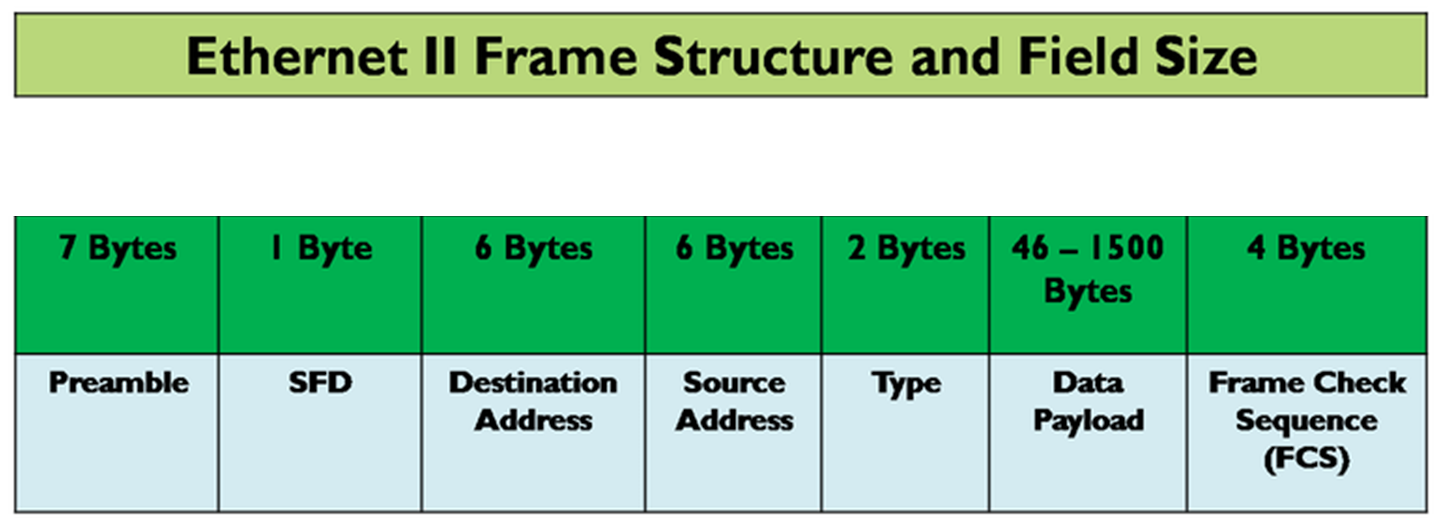 Ethernet II Frame Structure and Field Size
7 Bytes
1 Byte
6 Bytes
6 Bytes
2 Bytes
46 – 1500
Bytes
4 Bytes
Preamble
SFD
Destination
Address
Source
Address
Type
Data
Payload
Frame Check
Sequence
(FCS)